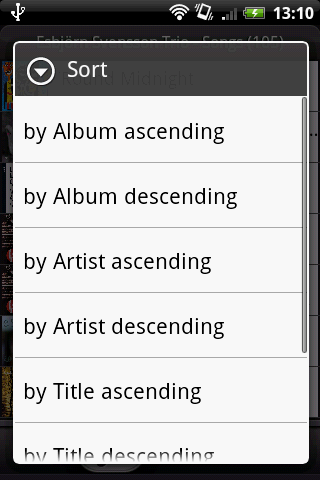 13:10
Esbjörn Svensson Trio - Songs (105)
Sort
Midnight
by Album ascending
by Album descending
by Artist ascending
by Artist descending
by Title ascending
by Title descending